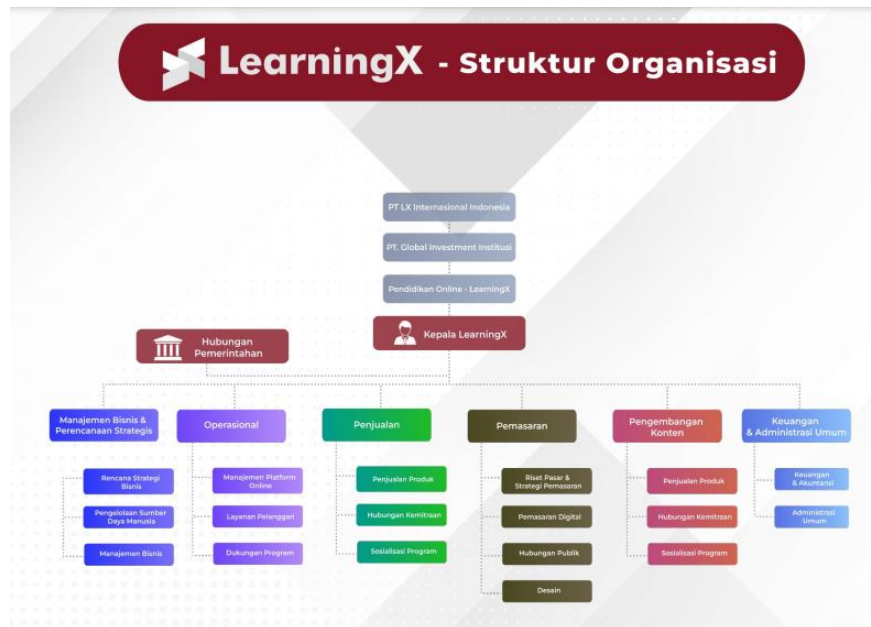 LearningX - Struktur Organisasi
PT LX Internasional Indonesia
PT. Global Investment Institusi
Pendidikan Online - LearningX
Kepala LearningX
Hubungan
Pemerintahan
Manajemen Bisnis &
Perencanaan Strategis
Operasional
Penjualan
Pemasaran
Pengembangan
Konten
Keuangan
& Administrasi Umum
Rencana Strategi
Bisnis
Pengelolaan Sumber
Daya Manusia
Manajemen Bisnis
Manajemen Platform
Online
Layanan Pelanggan
Dukungan Program
Penjualan Produk
Hubungan Kemitraan
Sosialisasi Program
Riset Pasar &
Strategi Pemasaran
Pemasaran Digital
Hubungan Publik
Desain
Penjualan Produk
Hubungan Kemitraan
Sosialisasi Program
Keuangan
& Akuntansi
Administrasi
Umum